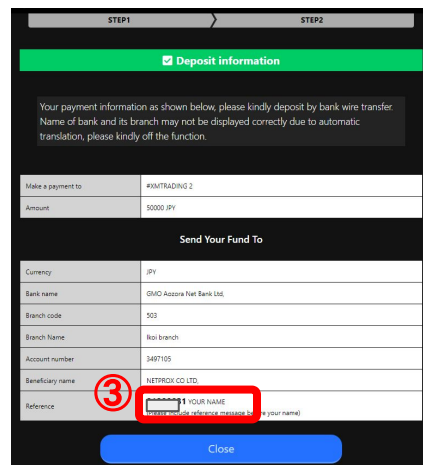 STEP1
STEP2
Deposit information
Your payment information as shown below, please kindly deposit by bank wire transfer.
Name of bank and its branch may not be displayed correctly due to automatic
translation, please kindly off the function.
Make a payment to #XMTRADING 2
Amount 50000 JPY
Send Your Fund To
Currency JPY
Bank name GMO Aozora Net Bank Ltd,
Branch code 503
Branch Name Ikoi branch
Account number 3497105
Beneficiary name NETPROX CO LTD,
③
Reference YOUR NAME
(Please include reference message before your name)
Close